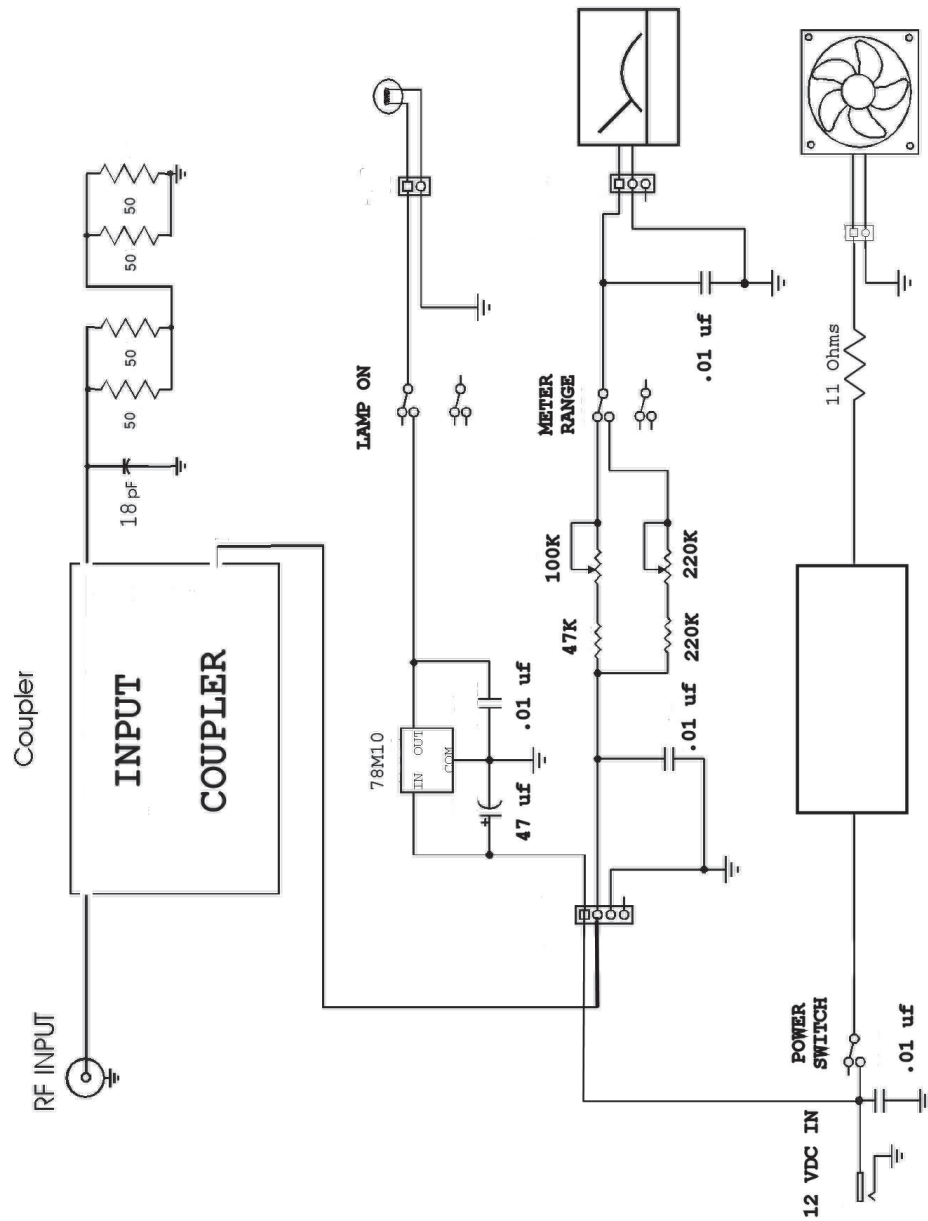 Coupler
RF INPUT
INPUT
COUPLER
18 pF
50
50
50
50
78M10
IN
OUT
COM
47 uf
.01 uf
LAMP ON
47K
100K
220K
220K
.01 uf
METER
RANGE
.01 uf
12 VDC IN
POWER
SWITCH
.01 uf
11 Ohms